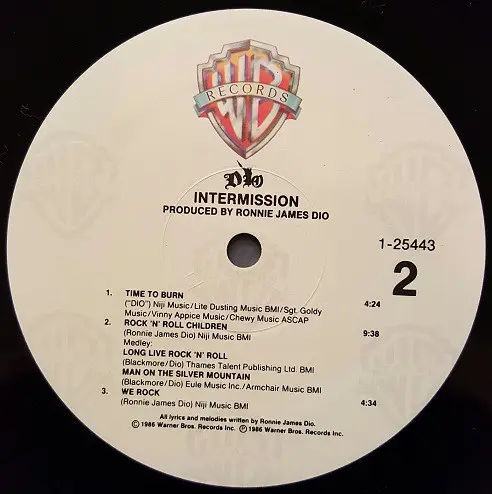 WB
RECORDS
DIO
INTERMISSION
PRODUCED BY RONNIE JAMES DIO
1-25443
2
1. TIME TO BURN
("DIO") Niji Music/Lite Dusting Music BMI/Sgt. Goldy 4:24
Music/Vinny Appice Music/Chewy Music ASCAP
2. ROCK 'N' ROLL CHILDREN 9:38
(Ronnie James Dio) Niji Music BMI
Medley:
LONG LIVE ROCK 'N' ROLL
(Blackmore/Dio) Thames Talent Publishing Ltd. BMI
MAN ON THE SILVER MOUNTAIN
(Blackmore/Dio) Eule Music Inc./Armchair Music BMI
3. WE ROCK 4:34
(Ronnie James Dio) Niji Music BMI
All lyrics and melodies written by Ronnie James Dio.
© 1986 Warner Bros. Records Inc. ℗ 1986 Warner Bros. Records Inc.